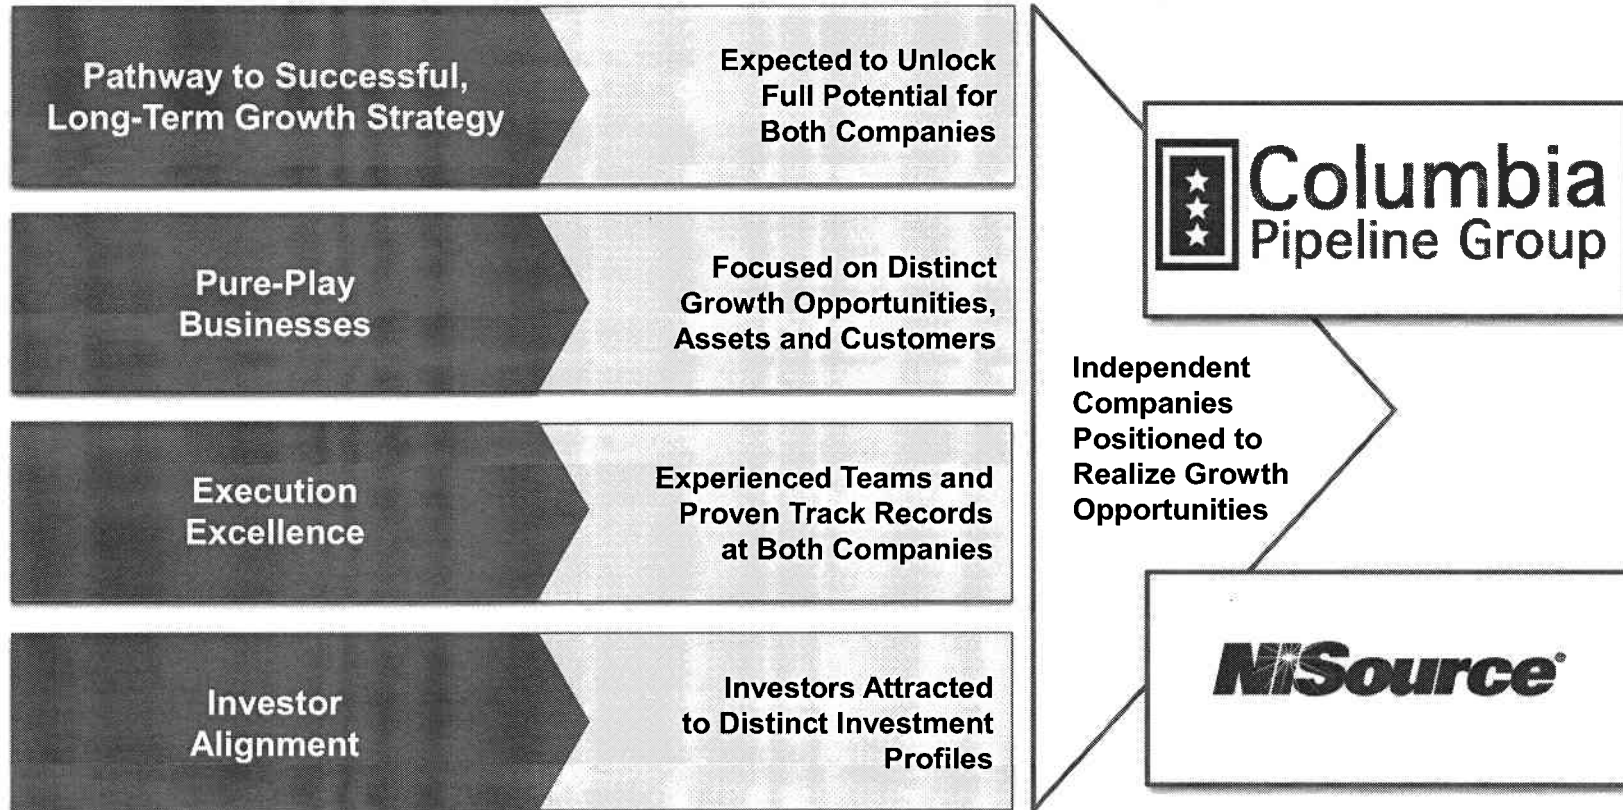 Pathway to Successful,
Long-Term Growth Strategy
Expected to Unlock
Full Potential for
Both Companies
Pure-Play
Businesses
Focused on Distinct
Growth Opportunities,
Assets and Customers
Execution
Excellence
Experienced Teams and
Proven Track Records
at Both Companies
Investor
Alignment
Investors Attracted
to Distinct Investment
Profiles
Columbia
Pipeline Group
Independent
Companies
Positioned to
Realize Growth
Opportunities
NiSource®